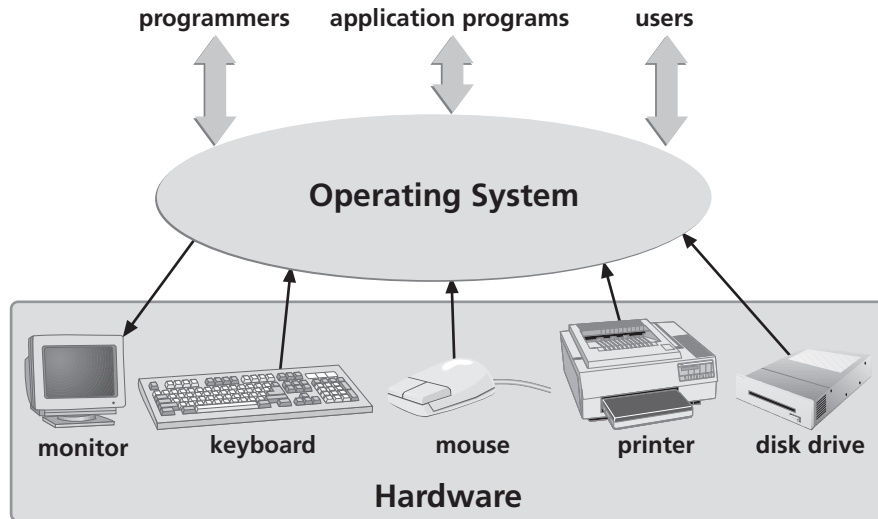 programmers application programs users
Operating System
monitor keyboard mouse printer disk drive
Hardware